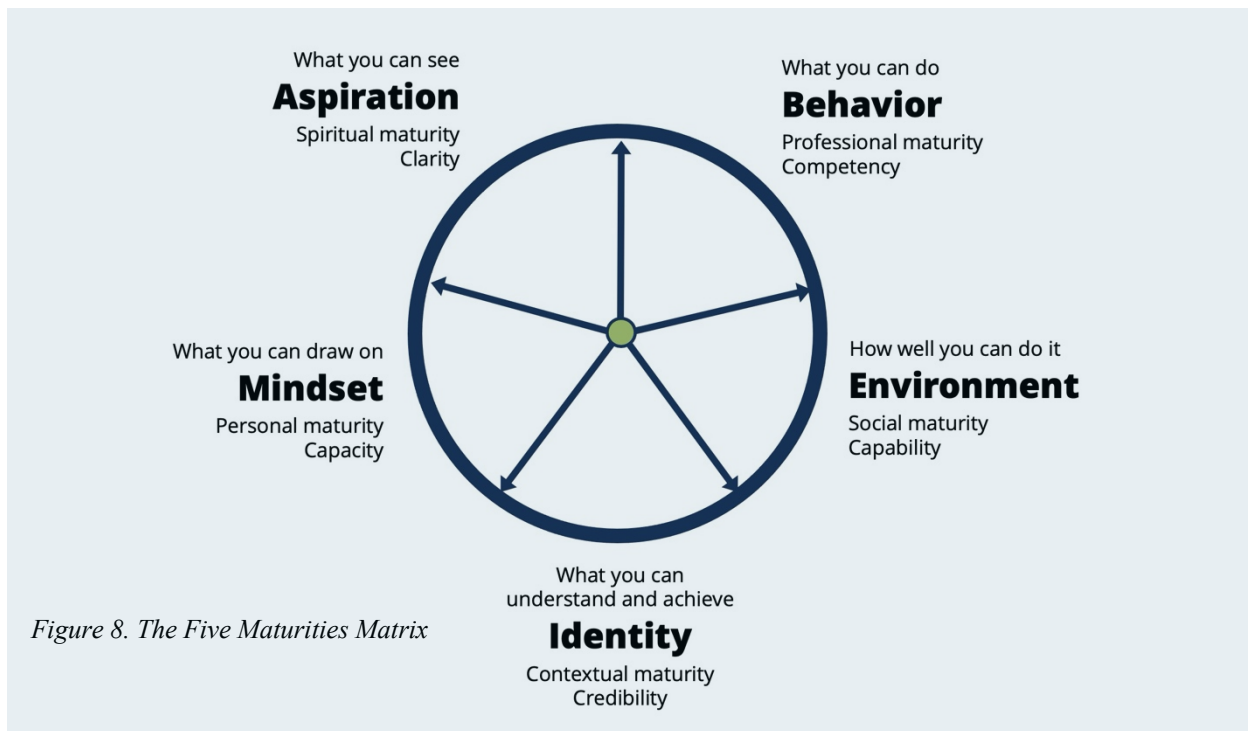 What you can see
Aspiration
Spiritual maturity
Clarity
What you can do
Behavior
Professional maturity
Competency
What you can draw on
Mindset
Personal maturity
Capacity
How well you can do it
Environment
Social maturity
Capability
What you can
understand and achieve
Identity
Contextual maturity
Credibility
Figure 8. The Five Maturities Matrix